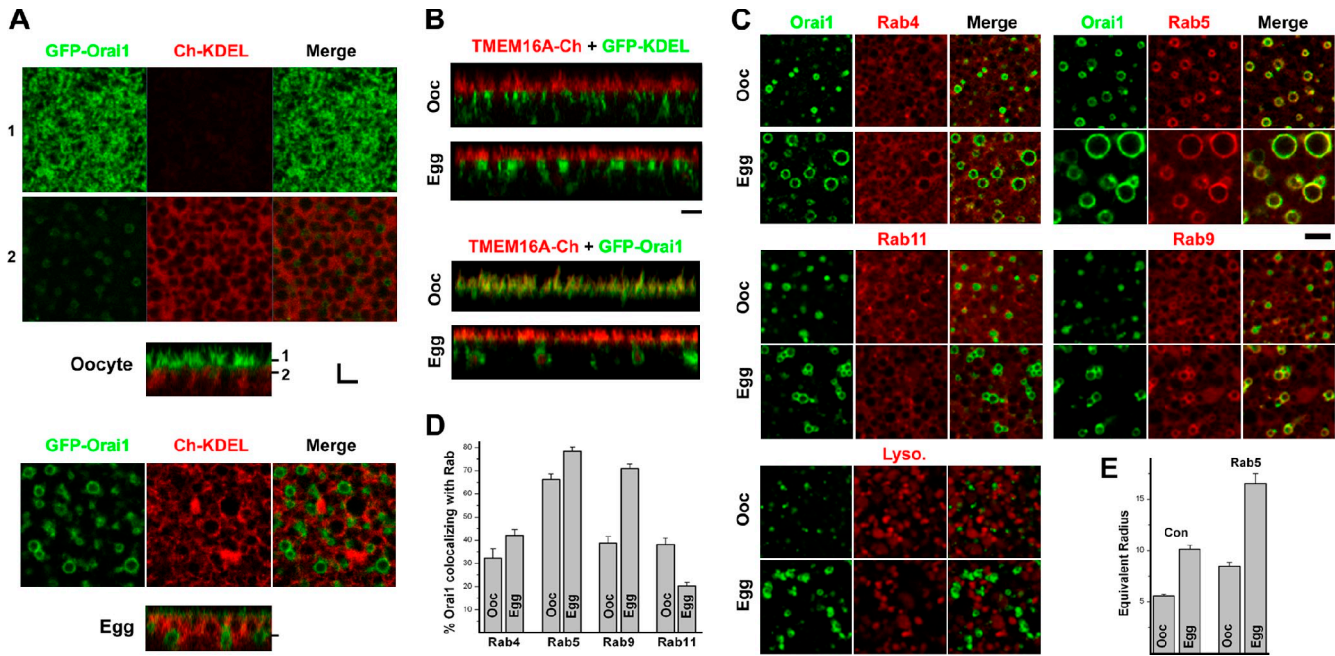 A
GFP-Orai1 Ch-KDEL Merge
1
2
Oocyte 1
2
GFP-Orai1 Ch-KDEL Merge
Egg
B
TMEM16A-Ch + GFP-KDEL
Ooc
Egg
TMEM16A-Ch + GFP-Orai1
Ooc
Egg
C
Orai1 Rab4 Merge Orai1 Rab5 Merge
Ooc
Egg
Rab11 Rab9
Ooc
Egg
Lyso.
Ooc
Egg
D
% Orai1 colocalizing with Rab
80
70
60
50
40
30
20
10
Ooc Egg Ooc Egg Ooc Egg Ooc Egg
Rab4 Rab5 Rab9 Rab11
E
Equivalent Radius
Rab5
15
Con
10
5
Ooc Egg Ooc Egg